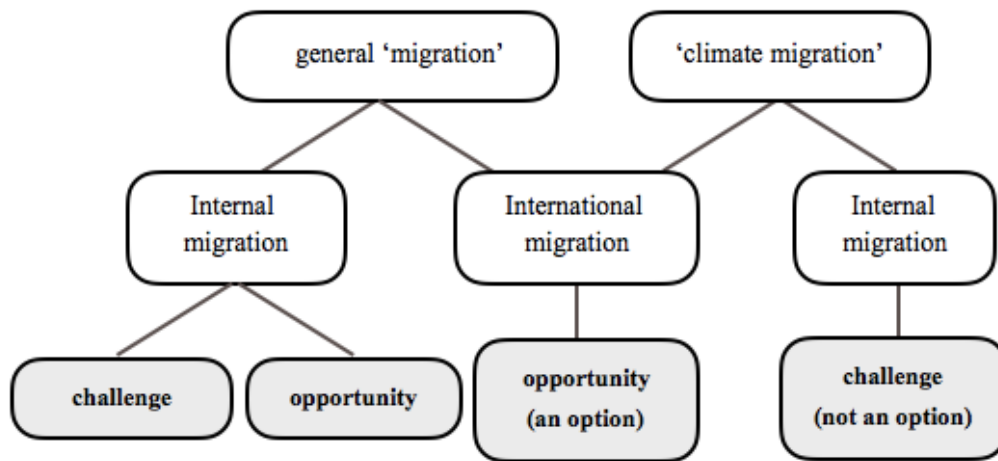 general ‘migration’
‘climate migration’
Internal
migration
International
migration
Internal
migration
challenge
opportunity
opportunity
(an option)
challenge
(not an option)